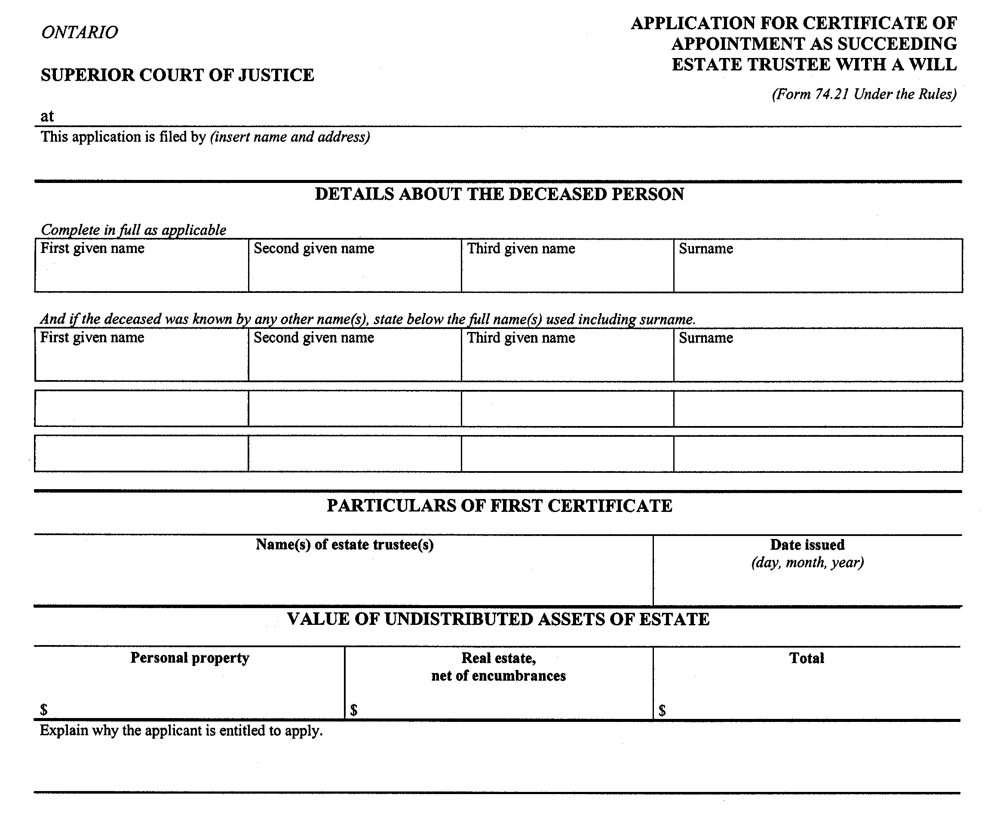 ONTARIO
SUPERIOR COURT OF JUSTICE
at
APPLICATION FOR CERTIFICATE OF
APPOINTMENT AS SUCCEEDING
ESTATE TRUSTEE WITH A WILL
(Form 74.21 Under the Rules)
This application is filed by (insert name and address)
DETAILS ABOUT THE DECEASED PERSON
Complete in full as applicable
First given name Second given name Third given name Surname
And if the deceased was known by any other name(s), state below the full name(s) used including surname.
First given name Second given name Third given name Surname
PARTICULARS OF FIRST CERTIFICATE
Name(s) of estate trustee(s)
Date issued
(day, month, year)
VALUE OF UNDISTRIBUTED ASSETS OF ESTATE
Personal property
$
Real estate,
net of encumbrances
$
Total
$
Explain why the applicant is entitled to apply.